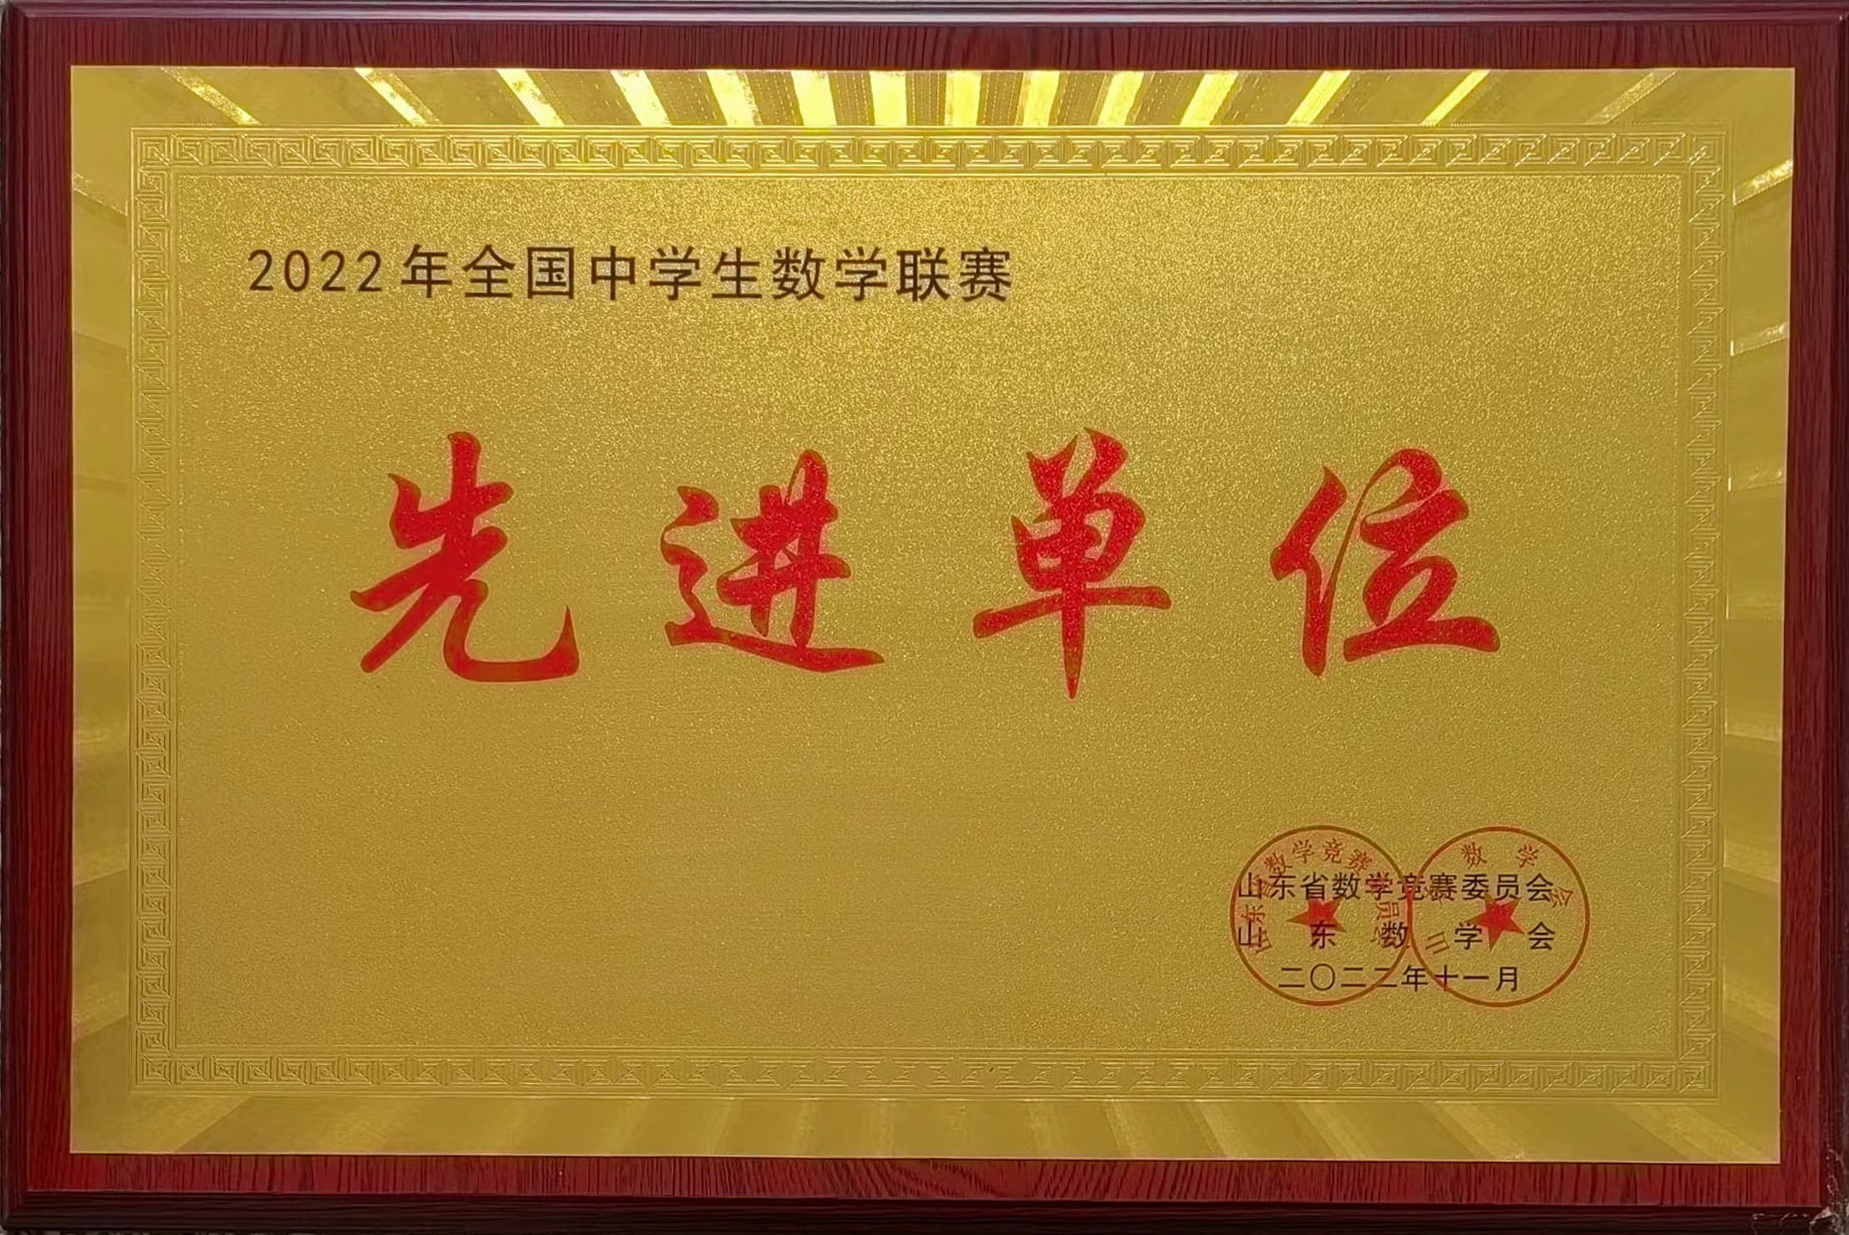 2022年全国中学生数学联赛
先进单位
山东省数学竞赛委员会
山东数学会
二〇二二年十一月